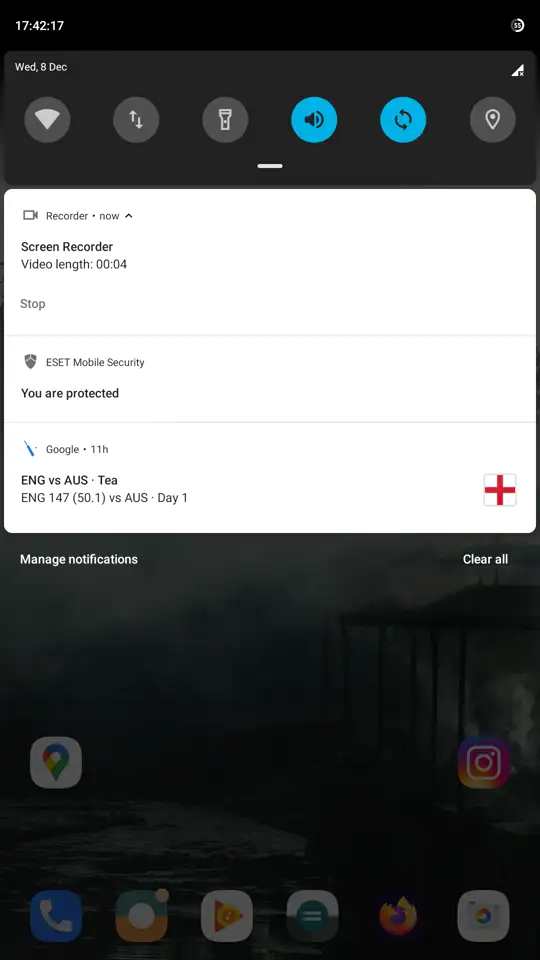 17:42:17
55
Wed, 8 Dec
Recorder • now
Screen Recorder
Video length: 00:04
Stop
ESET Mobile Security
You are protected
Google • 11h
ENG vs AUS · Tea
ENG 147 (50.1) vs AUS · Day 1
Manage notifications
Clear all